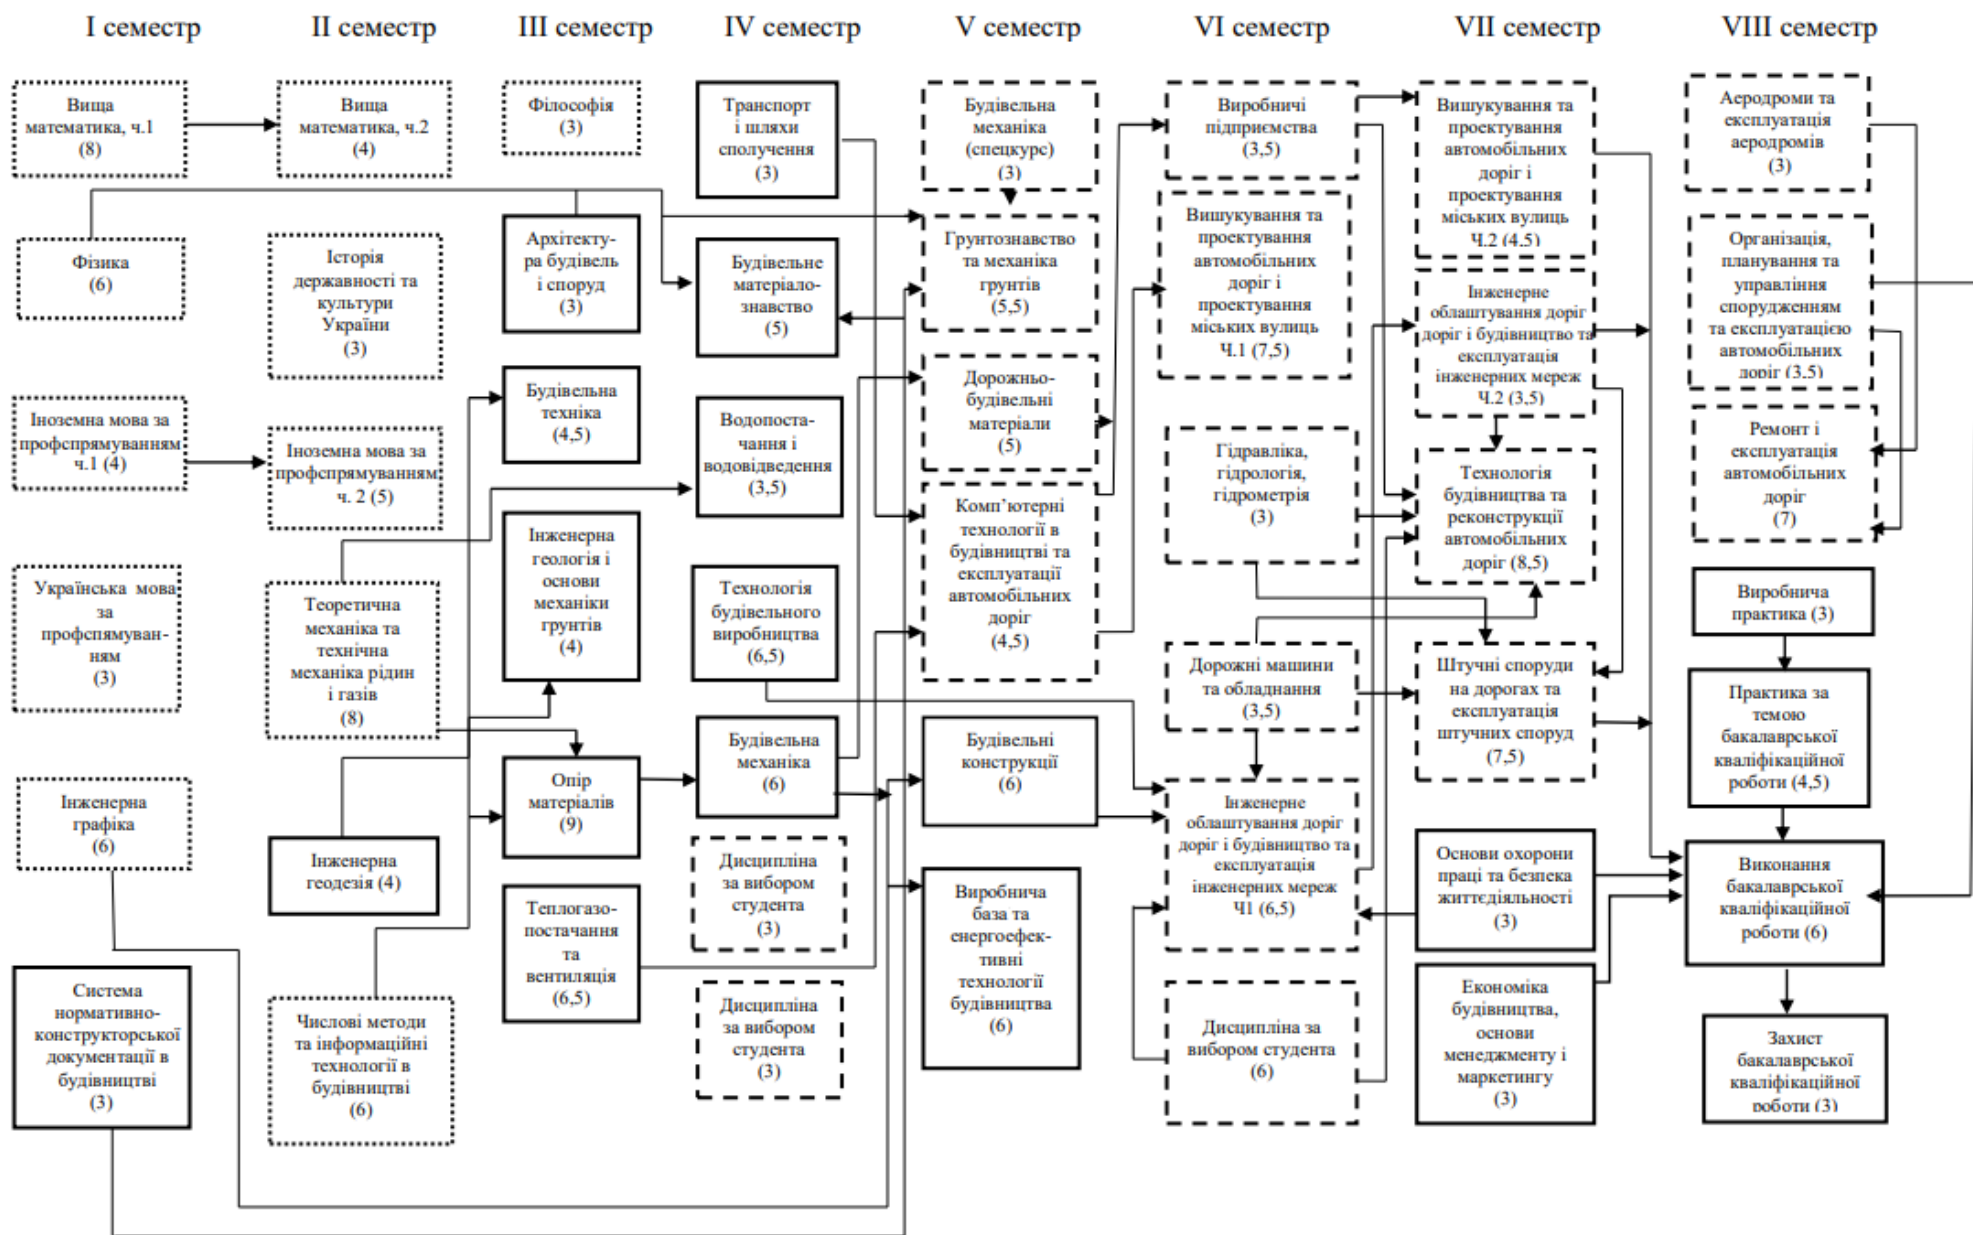 I семестр
II семестр
III семестр
IV семестр
V семестр
VI семестр
VII семестр
VIII семестр
Вища
математика, ч.1
(8)
Фізика
(6)
Іноземна мова за
профспрямуванням
ч.1 (4)
Українська мова
за
профспямуван-
ням
(3)
Інженерна
графіка
(6)
Система
нормативно-
конструкторської
документації в
будівництві
(3)
Вища
математика, ч.2
(4)
Історія
державності та
культури
України
(3)
Іноземна мова за
профспрямуванням
ч. 2 (5)
Теоретична
механіка та
технічна
механіка рідин
і газів
(8)
Інженерна
геодезія (4)
Числові методи
та інформаційні
технології в
будівництві
(6)
Філософія
(3)
Архітекту-
ра будівель
і споруд
(3)
Будівельна
техніка
(4,5)
Інженерна
геологія і
основи
механіки
грунтів
(4)
Опір
матеріалів
(9)
Теплогазо-
постачання
та
вентиляція
(6,5)
Транспорт
і шляхи
сполучення
(3)
Будівельне
матеріало-
знавство
(5)
Водопоста-
чання і
водовідведення
(3,5)
Технологія
будівельного
виробництва
(6,5)
Будівельна
механіка
(6)
Дисципліна
за вибором
студента
(3)
Дисципліна
за вибором
студента
(3)
Будівельна
механіка
(спецкурс)
(3)
Грунтознавство
та механіка
грунтів
(5,5)
Дорожньо-
будівельні
матеріали
(5)
Комп’ютерні
технології в
будівництві та
експлуатації
автомобільних
доріг
(4,5)
Будівельні
конструкції
(6)
Виробнича
база та
енергоефек-
тивні
технології
будівництва
(6)
Виробничі
підприємства
(3,5)
Вишукування та
проектування
автомобільних
доріг і
проектування
міських вулиць
Ч.1 (7,5)
Гідравліка,
гідрологія,
гідрометрія
(3)
Дорожні машини
та обладнання
(3,5)
Інженерне
облаштування доріг
доріг і будівництво та
експлуатація
інженерних мереж
Ч1 (6,5)
Дисципліна за
вибором студента
(6)
Вишукування та
проектування
автомобільних
доріг і
проектування
міських вулиць
Ч.2 (4.5)
Інженерне
облаштування доріг
доріг і будівництво та
експлуатація
інженерних мереж
Ч.2 (3,5)
Технологія
будівництва та
реконструкції
автомобільних
доріг (8,5)
Штучні споруди
на дорогах та
експлуатація
штучних споруд
(7,5)
Основи охорони
праці та безпека
життєдіяльності
(3)
Економіка
будівництва,
основи
менеджменту і
маркетингу
(3)
Аеродроми та
експлуатація
аеродромів
(3)
Організація,
планування та
управління
спорудженням
та експлуатацією
автомобільних
доріг (3,5)
Ремонт і
експлуатація
автомобільних
доріг
(7)
Виробнича
практика (3)
Практика за
темою
бакалаврської
кваліфікаційної
роботи (4,5)
Виконання
бакалаврської
кваліфікаційної
роботи (6)
Захист
бакалаврської
кваліфікаційної
роботи (3)